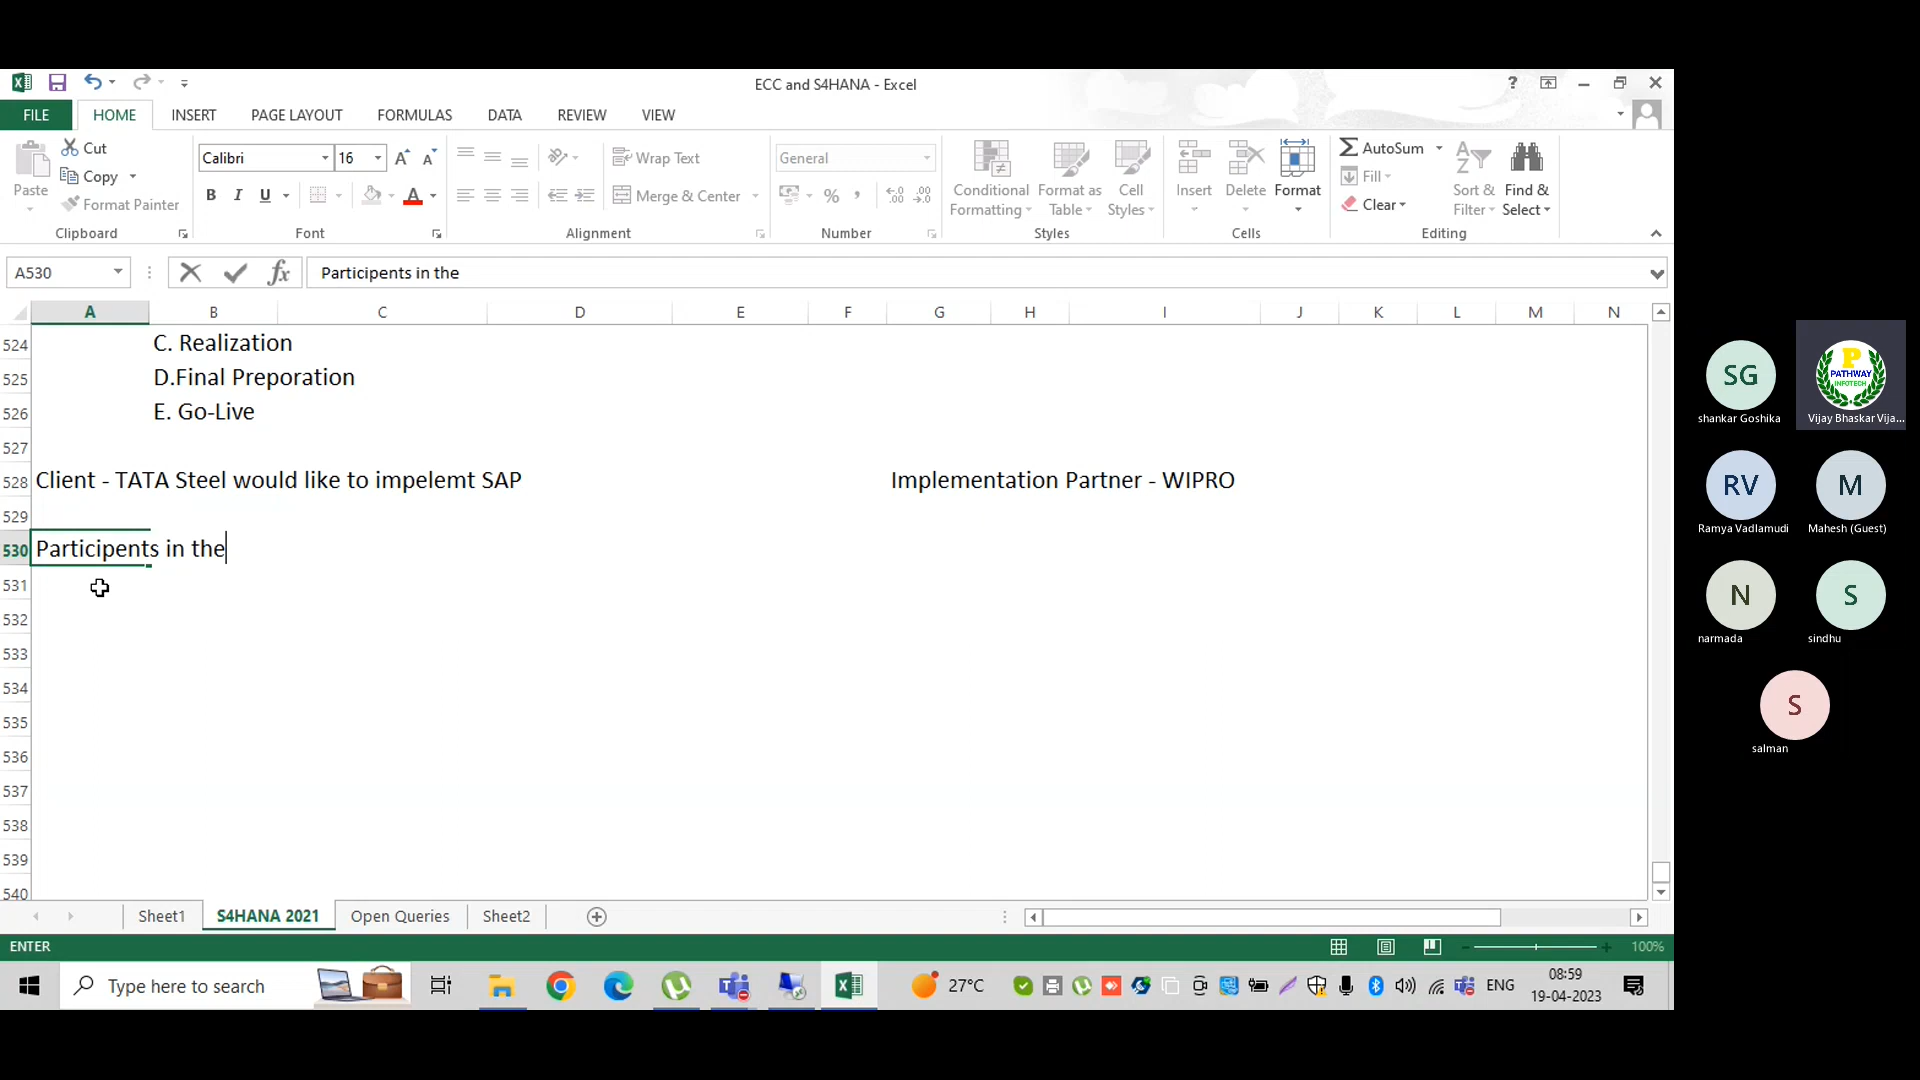 ECC and S4HANA - Excel
?
FILE HOME INSERT PAGE LAYOUT FORMULAS DATA REVIEW VIEW
Paste Cut Copy Format Painter Clipboard
Calibri 16 A A B I U A Font
Wrap Text Merge & Center Alignment
General % , .0 .00 Number
Conditional Formatting Format as Table Cell Styles Styles
Insert Delete Format Cells
AutoSum Fill Clear Sort & Filter Find & Select Editing
A530 fx Participents in the
A B C D E F G H I J K L M N
524 C. Realization
525 D.Final Preporation
526 E. Go-Live
527
528 Client - TATA Steel would like to impelemt SAP Implementation Partner - WIPRO
529
530 Participents in the
531
532
533
534
535
536
537
538
539
540
Sheet1 S4HANA 2021 Open Queries Sheet2
ENTER 100%
Type here to search 27°C ENG 08:59
19-04-2023
SG
shankar Goshika
P
PATHWAY
INFOTECH
Vijay Bhaskar Vija...
RV
Ramya Vadlamudi
M
Mahesh (Guest)
N
narmada
S
sindhu
S
salman